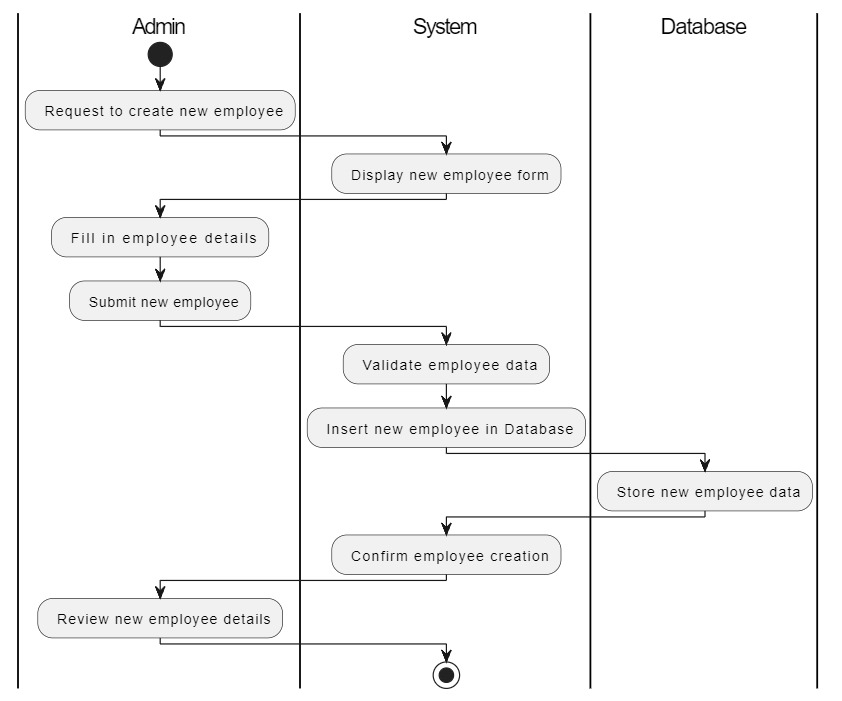 Admin
System
Database
Request to create new employee
Display new employee form
Fill in employee details
Submit new employee
Validate employee data
Insert new employee in Database
Store new employee data
Confirm employee creation
Review new employee details